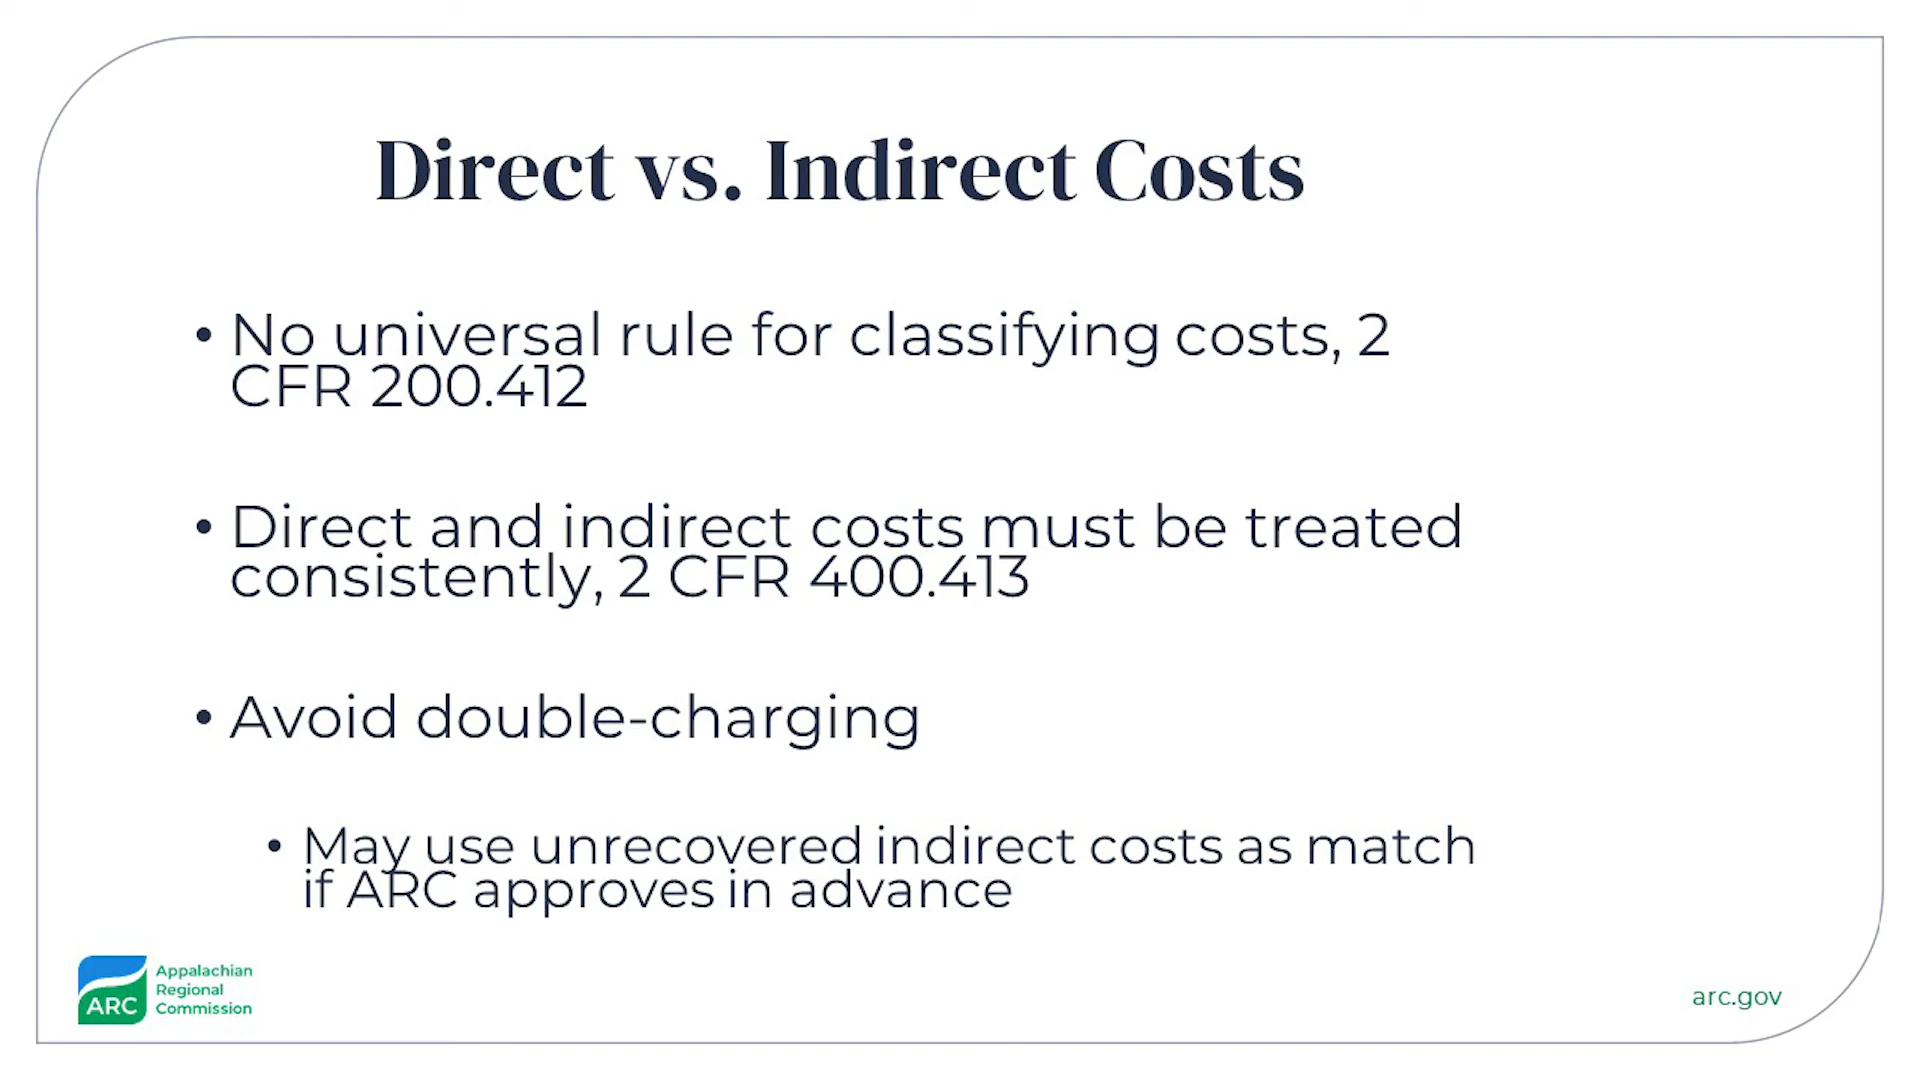 Direct vs. Indirect Costs
• No universal rule for classifying costs, 2
CFR 200.412
• Direct and indirect costs must be treated
consistently, 2 CFR 400.413
• Avoid double-charging
• May use unrecovered indirect costs as match
if ARC approves in advance
ARC
Appalachian
Regional
Commission
arc.gov